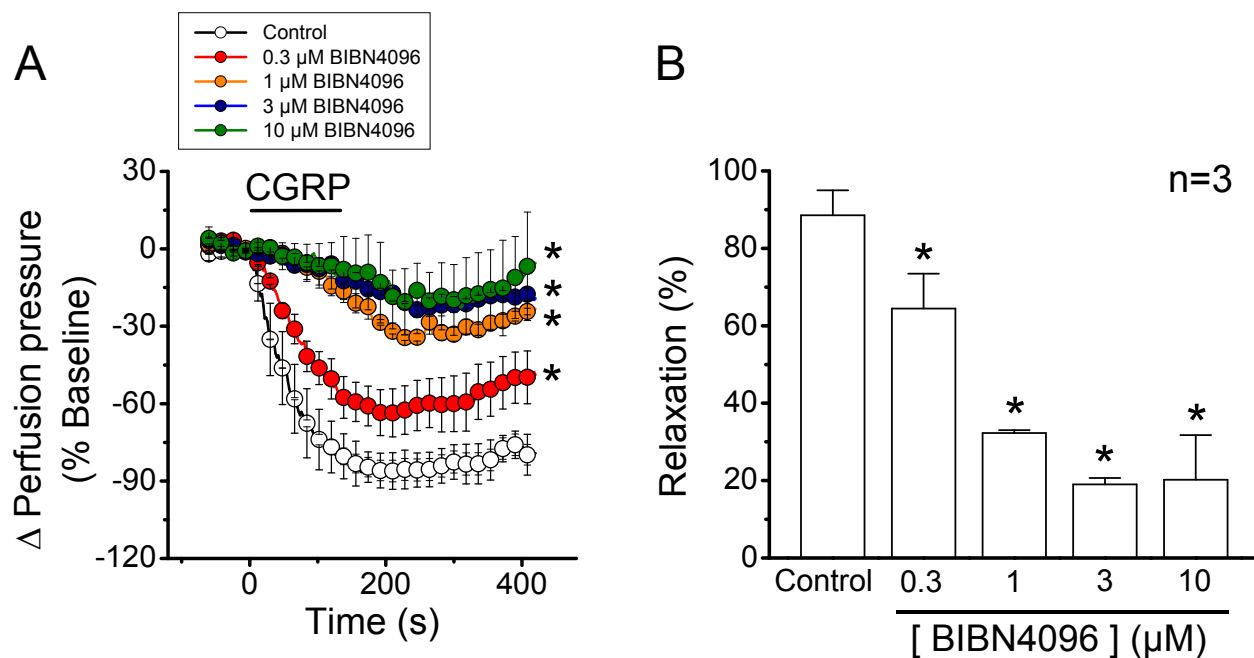 A
Control
0.3 µM BIBN4096
1 µM BIBN4096
3 µM BIBN4096
10 µM BIBN4096
30
0
-30
-60
-90
-120
Δ Perfusion pressure
(% Baseline)
CGRP
*
*
*
*
0 200 400
Time (s)
B
n=3
100
80
60
40
20
0
Relaxation (%)
*
*
*
*
Control 0.3 1 3 10
[ BIBN4096 ] (µM)